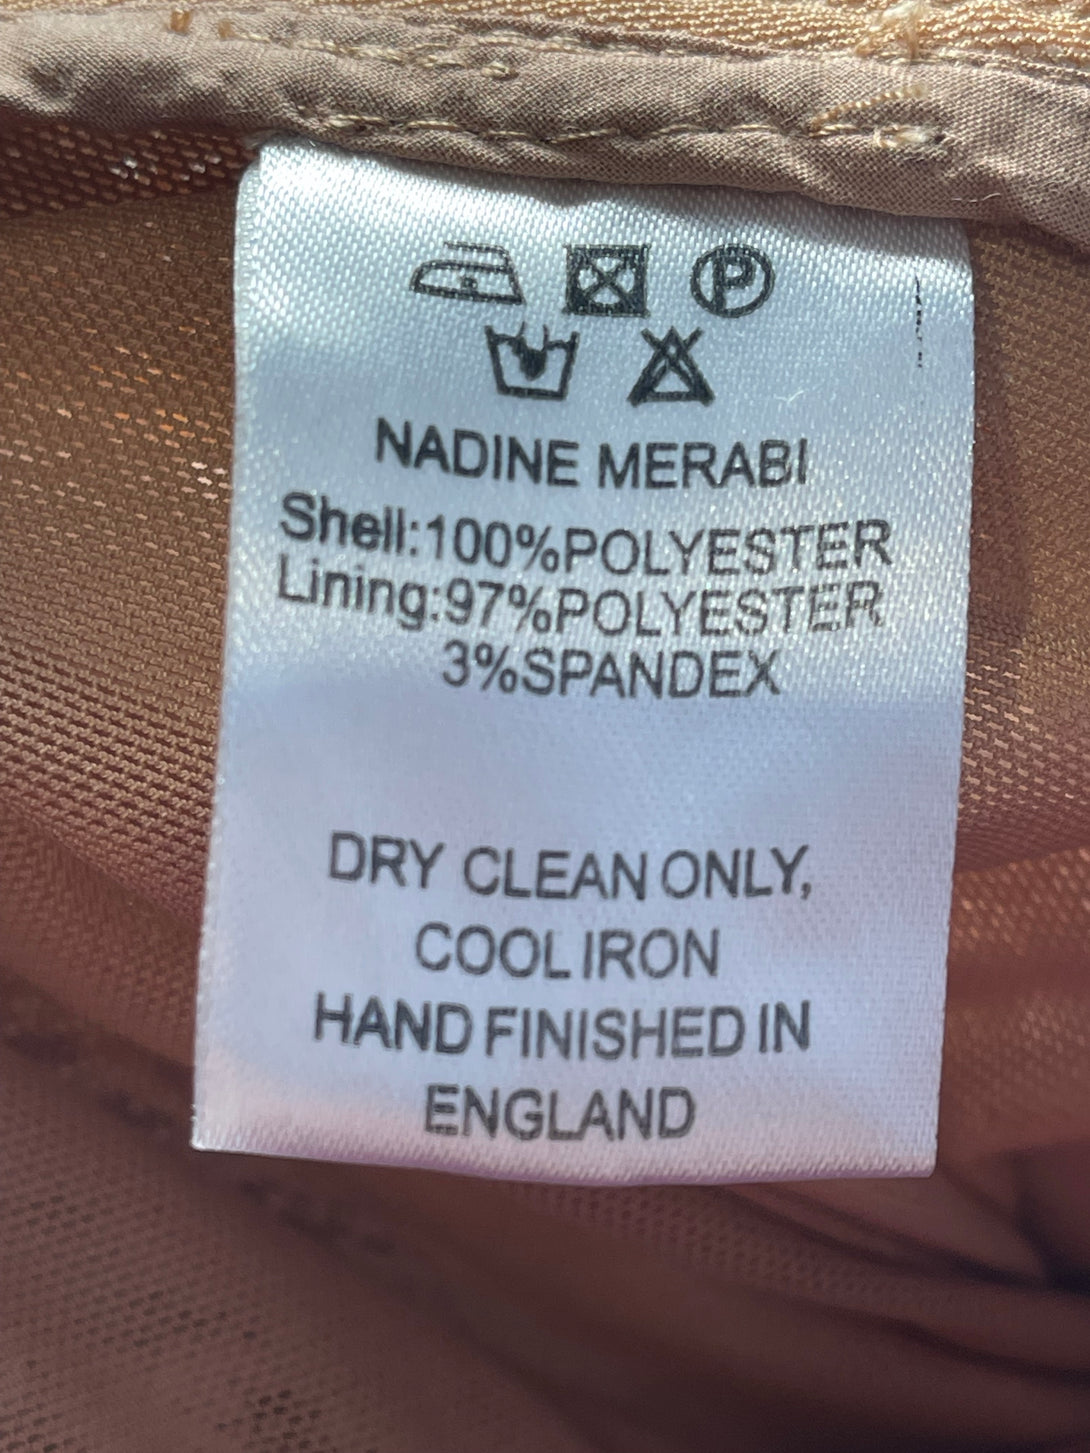 P
NADINE MERABI
Shell:100%POLYESTER
Lining:97%POLYESTER
3%SPANDEX
DRY CLEAN ONLY,
COOL IRON
HAND FINISHED IN
ENGLAND